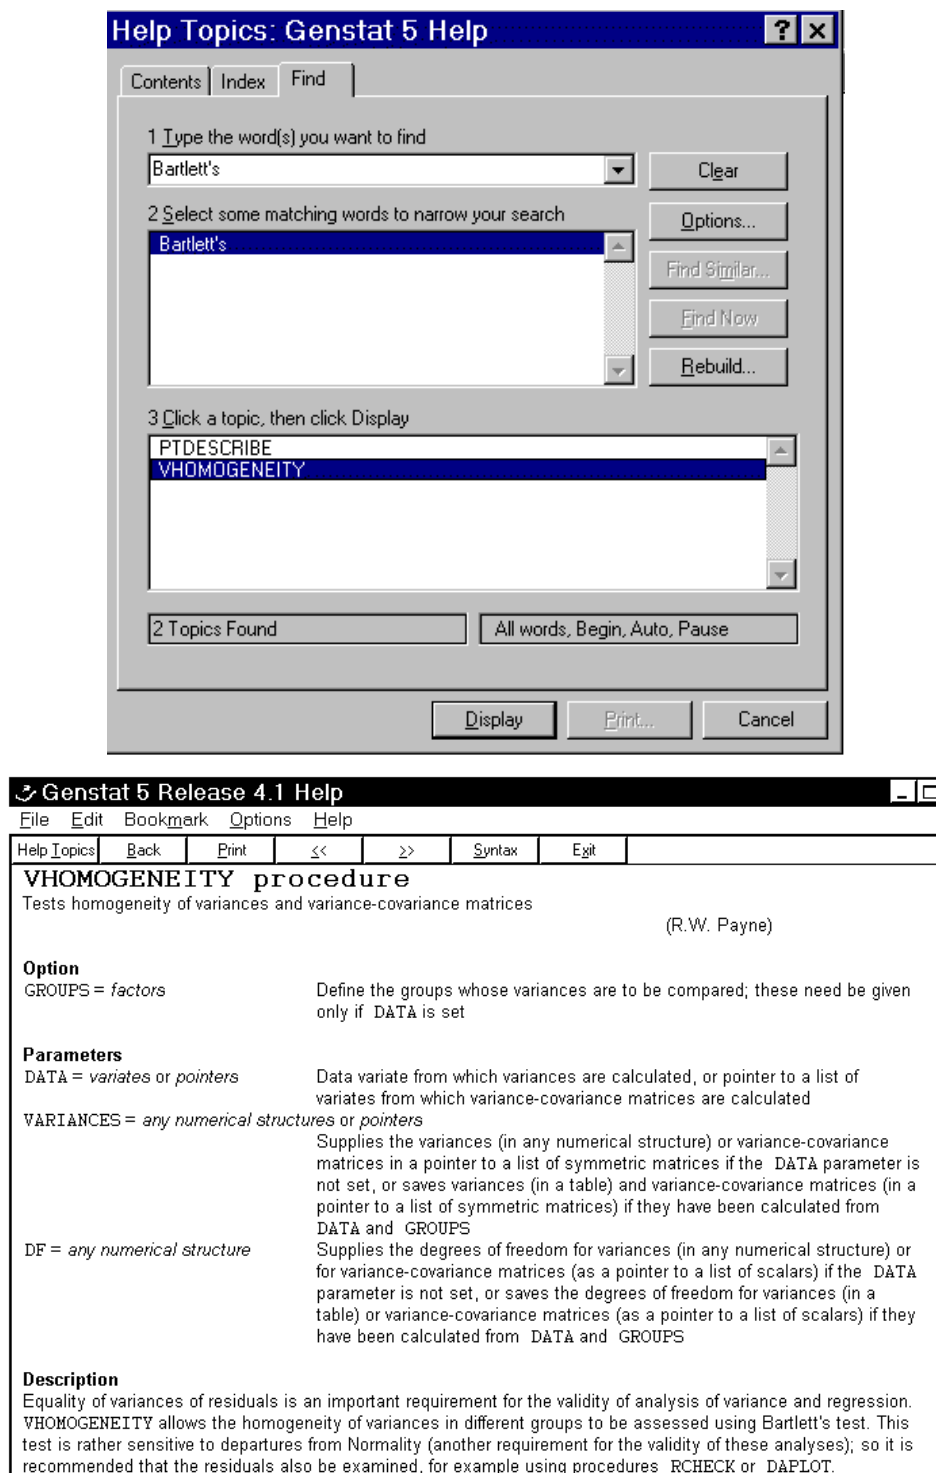 Help Topics: Genstat 5 Help
Contents Index Find
1 Type the word(s) you want to find
Bartlett's
Clear
2 Select some matching words to narrow your search
Options...
Bartlett's
Find Similar...
Find Now
Rebuild...
3 Click a topic, then click Display
PTDESCRIBE
VHOMOGENEITY
2 Topics Found
All words, Begin, Auto, Pause
Display Print... Cancel
Genstat 5 Release 4.1 Help
File Edit Bookmark Options Help
Help Topics Back Print << >> Syntax Exit
VHOMOGENEITY procedure
Tests homogeneity of variances and variance-covariance matrices
(R.W. Payne)
Option
GROUPS = factors Define the groups whose variances are to be compared; these need be given
only if DATA is set
Parameters
DATA = variates or pointers Data variate from which variances are calculated, or pointer to a list of
variates from which variance-covariance matrices are calculated
VARIANCES = any numerical structures or pointers
Supplies the variances (in any numerical structure) or variance-covariance
matrices in a pointer to a list of symmetric matrices if the DATA parameter is
not set, or saves variances (in a table) and variance-covariance matrices (in a
pointer to a list of symmetric matrices) if they have been calculated from
DATA and GROUPS
DF = any numerical structure Supplies the degrees of freedom for variances (in any numerical structure) or
for variance-covariance matrices (as a pointer to a list of scalars) if the DATA
parameter is not set, or saves the degrees of freedom for variances (in a
table) or variance-covariance matrices (as a pointer to a list of scalars) if they
have been calculated from DATA and GROUPS
Description
Equality of variances of residuals is an important requirement for the validity of analysis of variance and regression.
VHOMOGENEITY allows the homogeneity of variances in different groups to be assessed using Bartlett's test. This
test is rather sensitive to departures from Normality (another requirement for the validity of these analyses); so it is
recommended that the residuals also be examined, for example using procedures RCHECK or DAPLOT.